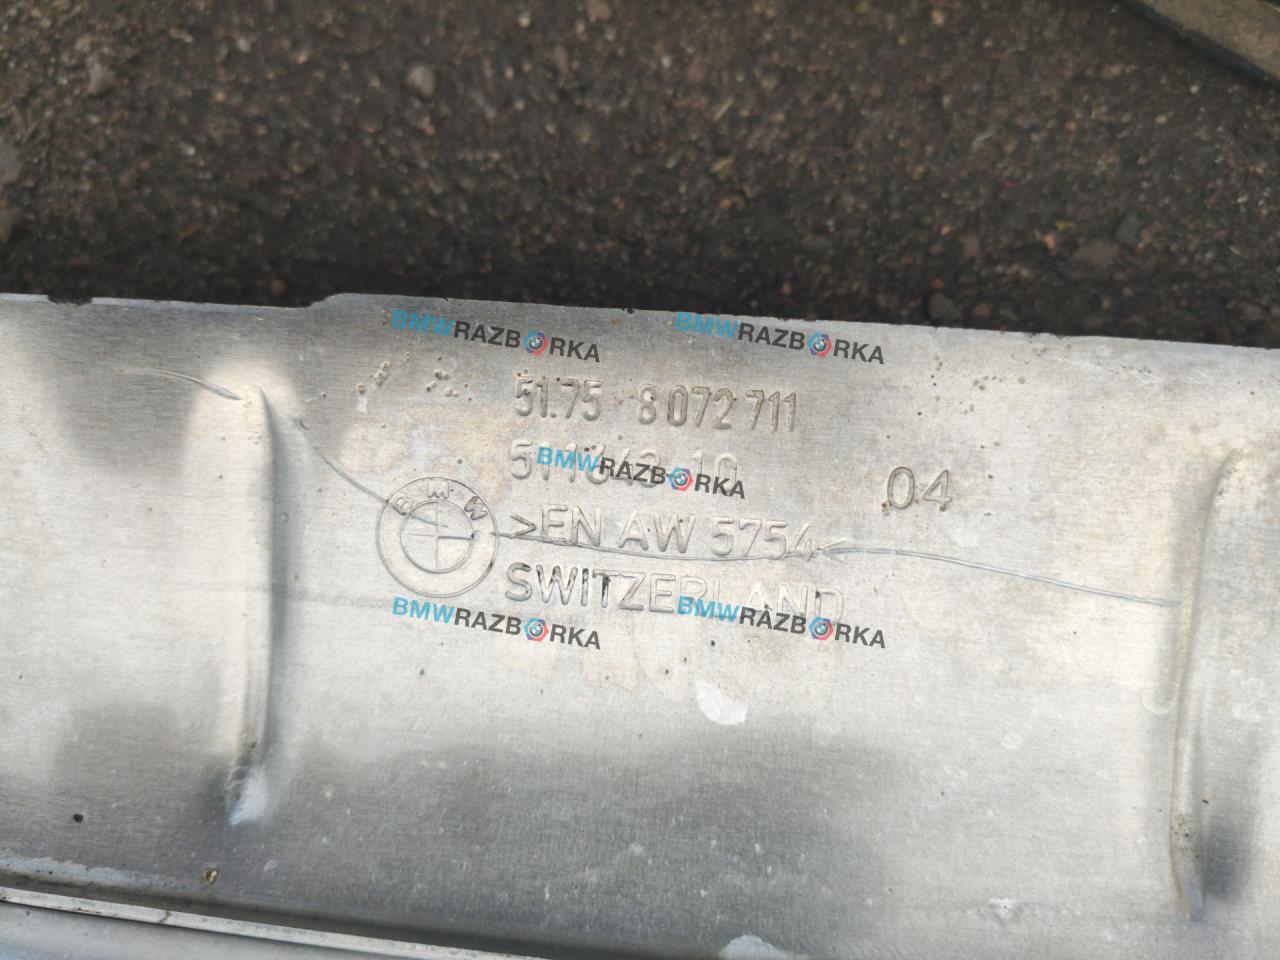 BMWRAZBORKA BMWRAZBORKA
51.75 8 072 711
BMWRAZBORKA
04
BMW
>EN AW 5754<
SWITZERLAND
BMWRAZBORKA BMWRAZBORKA